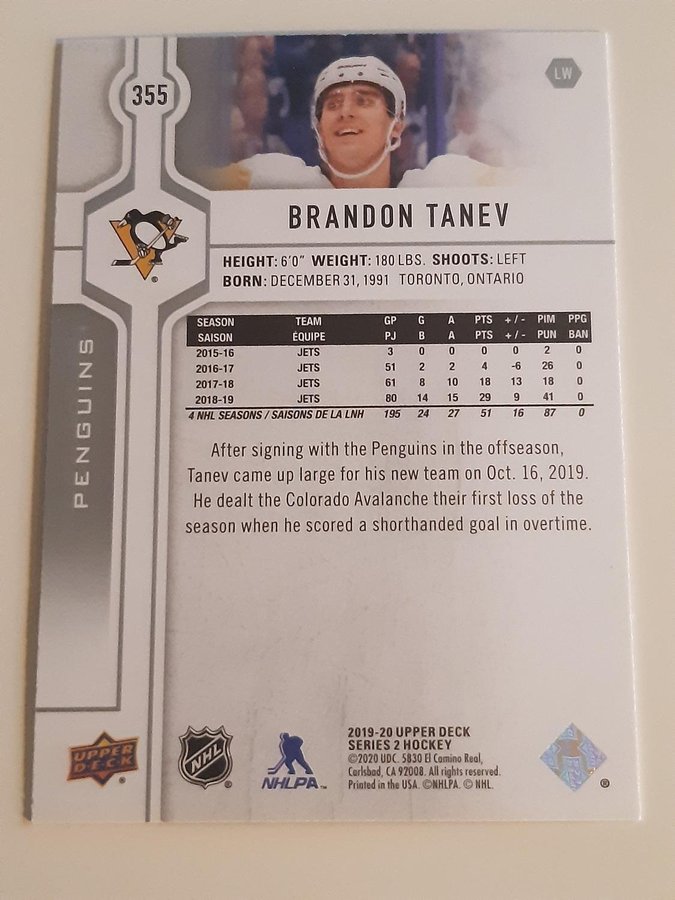 355
LW
BRANDON TANEV
HEIGHT: 6'0" WEIGHT: 180 LBS. SHOOTS: LEFT
BORN: DECEMBER 31, 1991 TORONTO, ONTARIO
PENGUINS
SEASON TEAM GP G A PTS +/- PIM PPG
SAISON ÉQUIPE PJ B A PTS +/- PUN BAN
2015-16 JETS 3 0 0 0 0 2 0
2016-17 JETS 51 2 2 4 -6 26 0
2017-18 JETS 61 8 10 18 13 18 0
2018-19 JETS 80 14 15 29 9 41 0
4 NHL SEASONS / SAISONS DE LA LNH 195 24 27 51 16 87 0
After signing with the Penguins in the offseason,
Tanev came up large for his new team on Oct. 16, 2019.
He dealt the Colorado Avalanche their first loss of the
season when he scored a shorthanded goal in overtime.
UPPER
DECK
®
NHL
®
NHLPA™
2019-20 UPPER DECK
SERIES 2 HOCKEY
©2020 UDC. 5830 El Camino Real,
Carlsbad, CA 92008. All rights reserved.
Printed in the USA. ©NHLPA. © NHL.
®